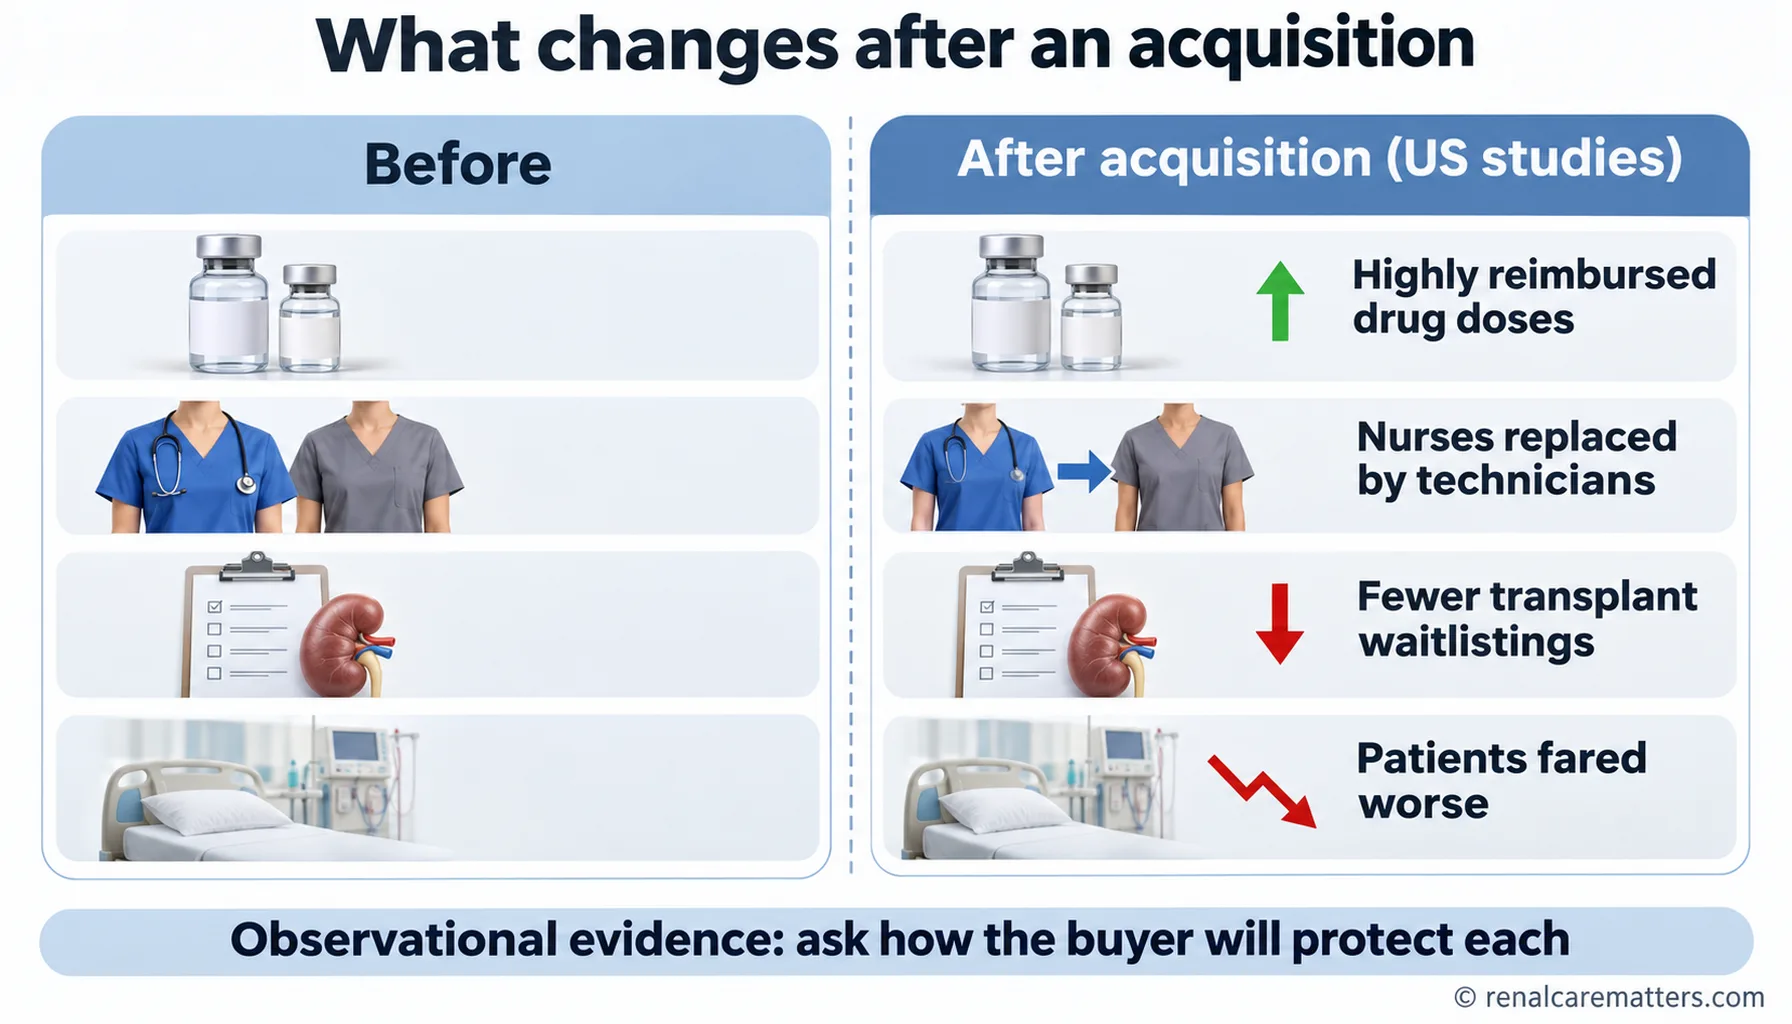 What changes after an acquisition
Before
After acquisition (US studies)
Highly reimbursed
drug doses
Nurses replaced
by technicians
Fewer transplant
waitlistings
Patients fared
worse
Observational evidence: ask how the buyer will protect each
© renalcarematters.com